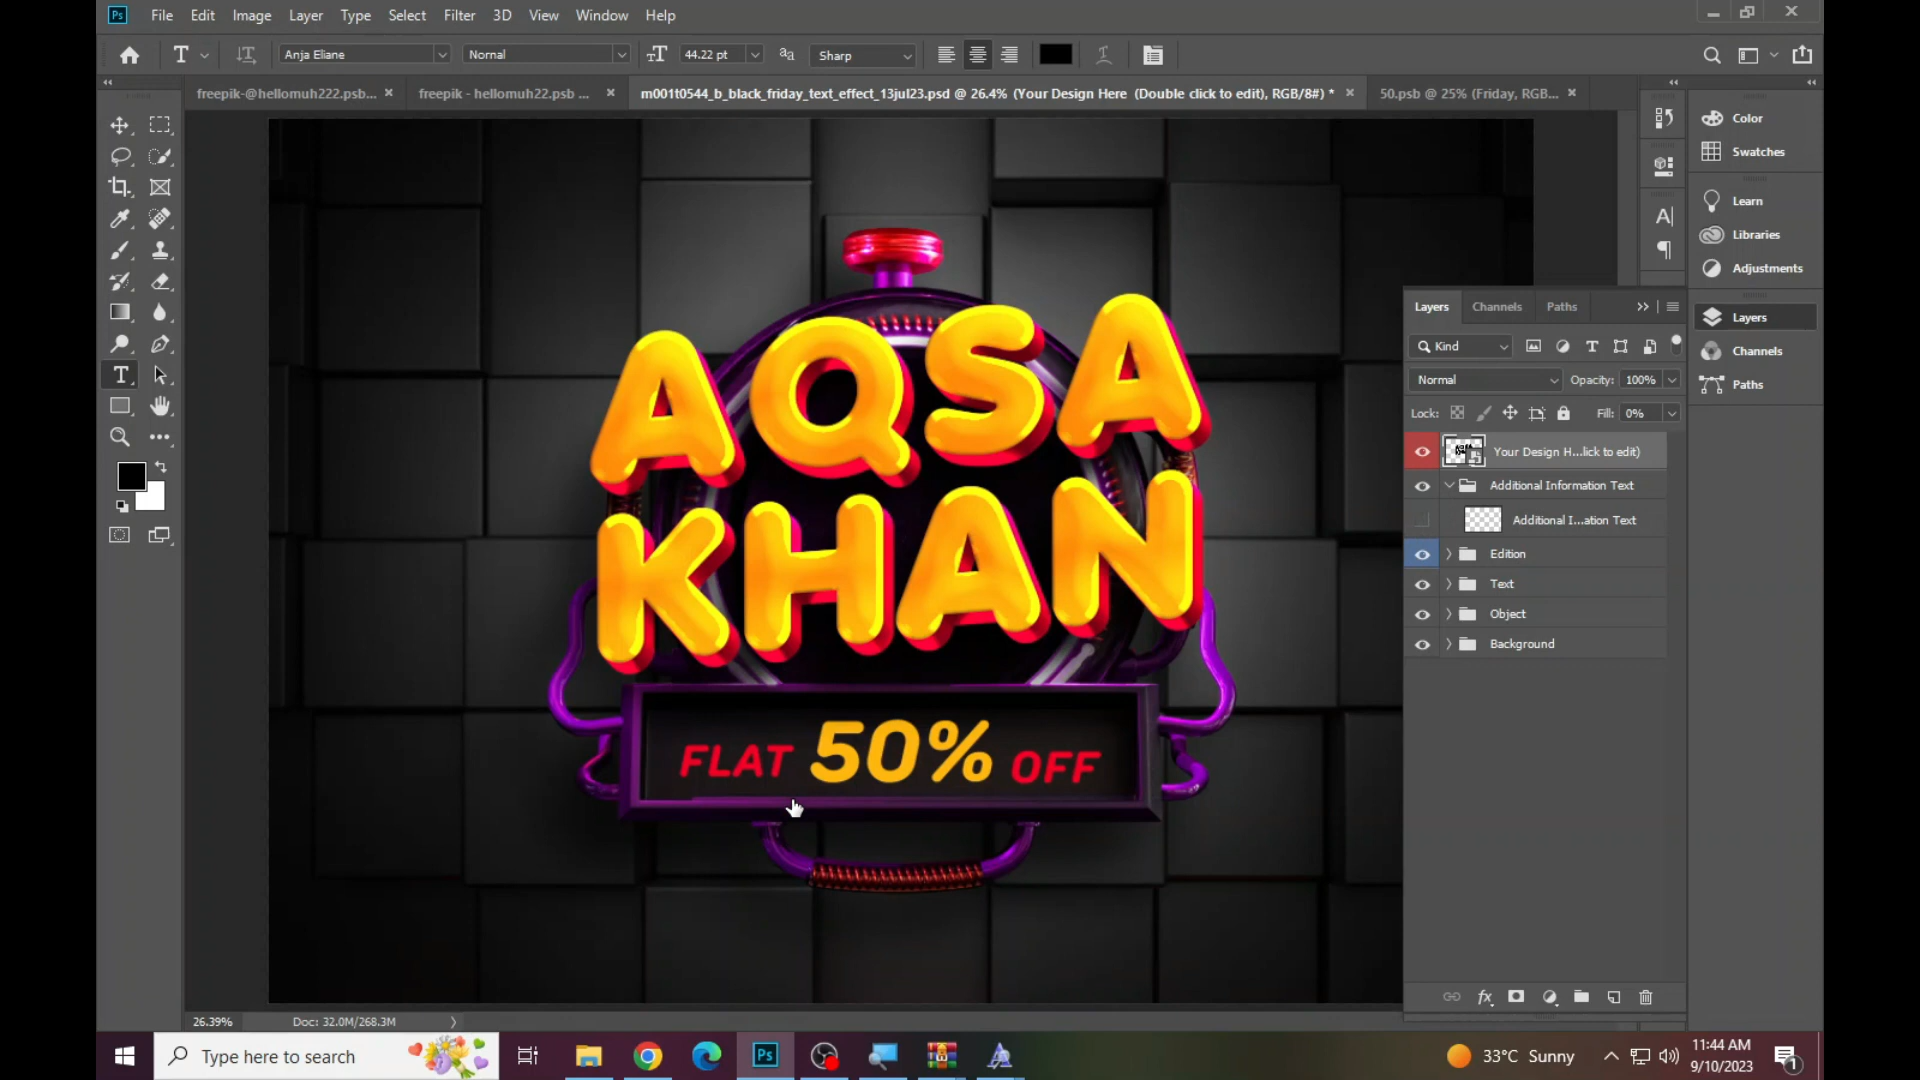 Ps File Edit Image Layer Type Select Filter 3D View Window Help
T Anja Eliane Normal 44.22 pt Sharp
freepik-@hellomuh222.psb... × freepik - hellomuh22.psb ... × m001t0544_b_black_friday_text_effect_13jul23.psd @ 26.4% (Your Design Here (Double click to edit), RGB/8#) * × 50.psb @ 25% (Friday, RGB... ×
Color
Swatches
Learn
Libraries
Adjustments
Layers
Channels
Paths
Layers Channels Paths
Kind
Normal Opacity: 100%
Lock: Fill: 0%
Your Design H...lick to edit)
Additional Information Text
Additional I...ation Text
Edition
Text
Object
Background
AQSA
KHAN
FLAT 50% OFF
26.39% Doc: 32.0M/268.3M
Type here to search
Ps
33°C Sunny
11:44 AM
9/10/2023
1